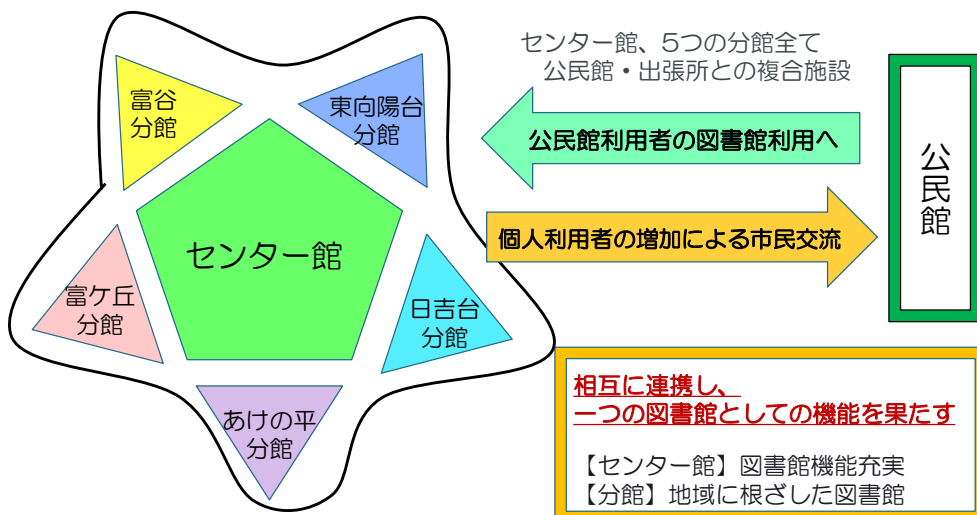 センター館、5つの分館全て
公民館・出張所との複合施設
富谷
分館
東向陽台
分館
公民館利用者の図書館利用へ
公民館
センター館
個人利用者の増加による市民交流
富ケ丘
分館
日吉台
分館
あけの平
分館
相互に連携し、
一つの図書館としての機能を果たす
【センター館】図書館機能充実
【分館】地域に根ざした図書館